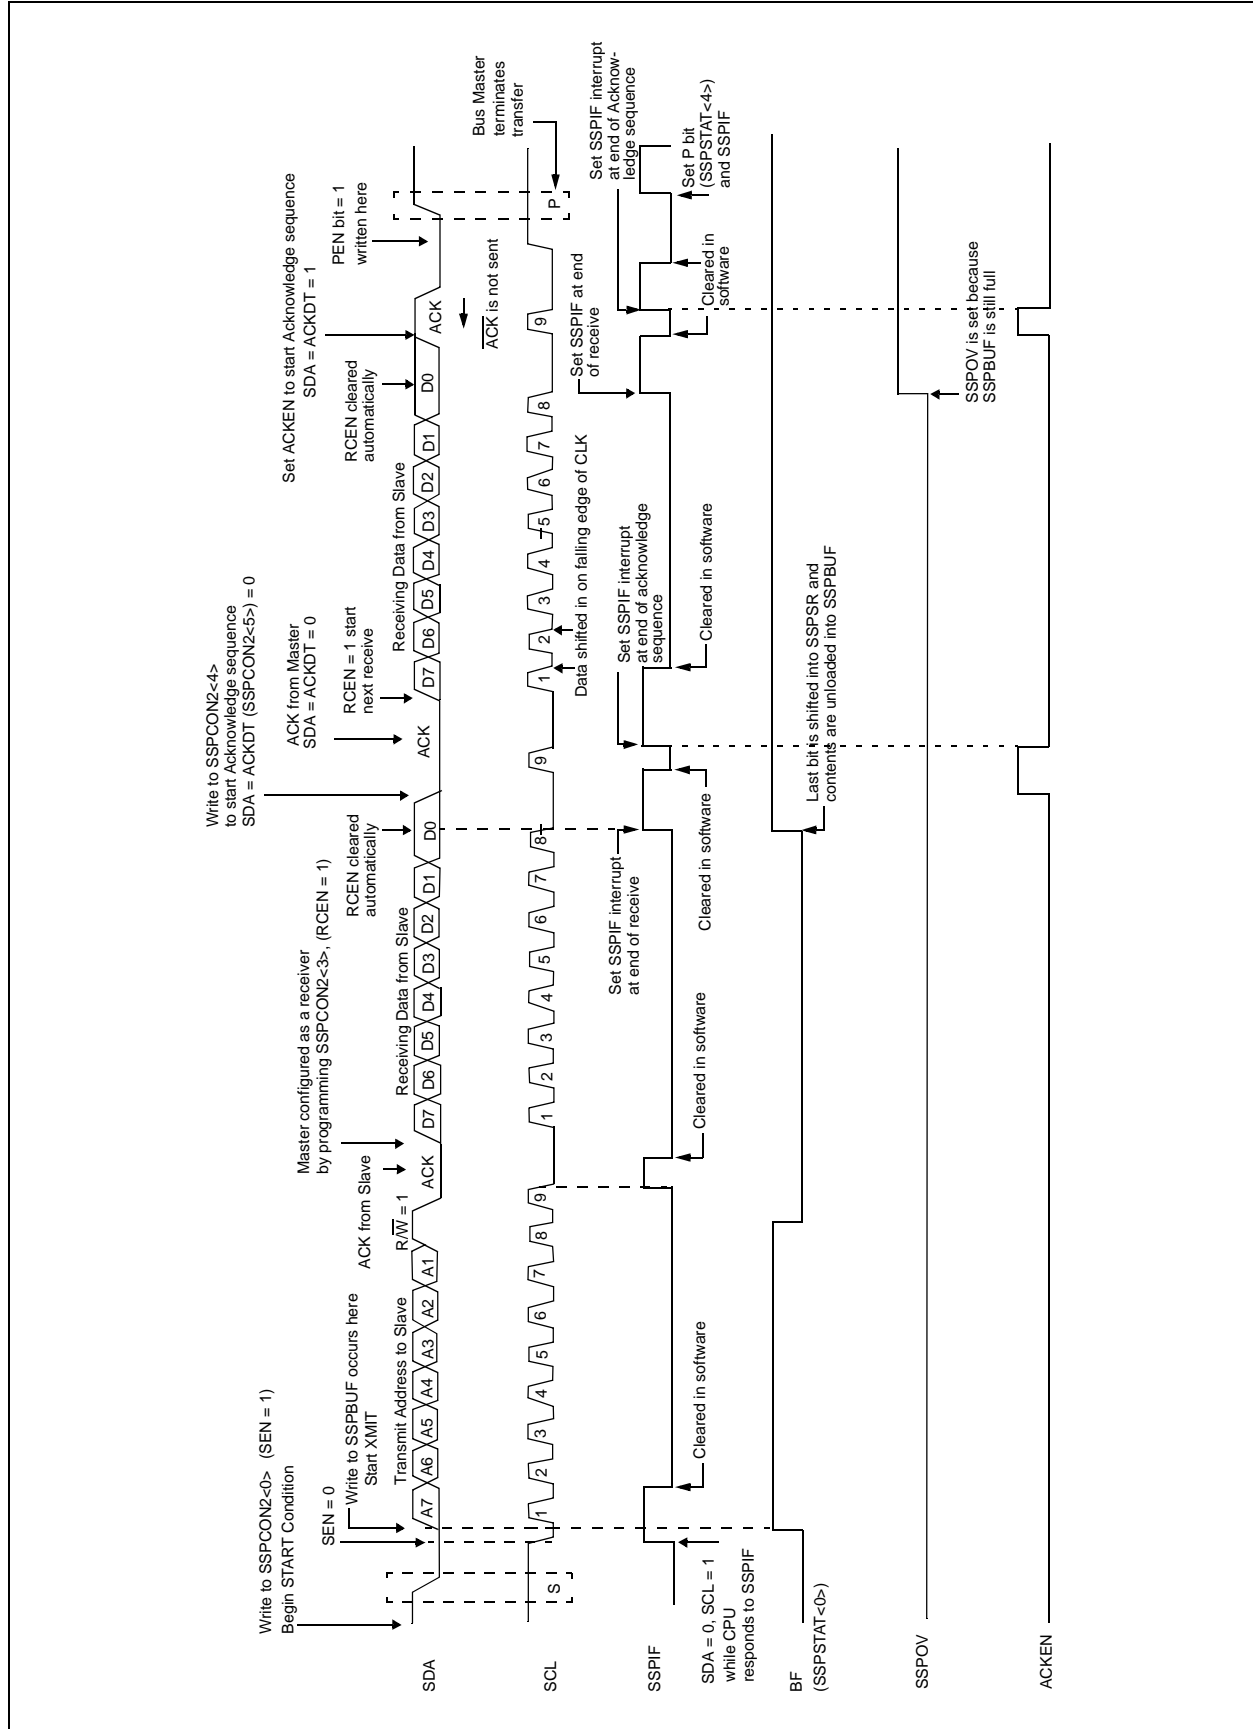 Write to SSPCON2<0> (SEN = 1)
Begin START Condition
SEN = 0
Write to SSPBUF occurs here
Start XMIT
Transmit Address to Slave
R/W = 1
ACK from Slave
Master configured as a receiver
by programming SSPCON2<3>, (RCEN = 1)
Receiving Data from Slave
RCEN cleared
automatically
Write to SSPCON2<4>
to start Acknowledge sequence
SDA = ACKDT (SSPCON2<5>) = 0
ACK from Master
SDA = ACKDT = 0
RCEN = 1 start
next receive
Receiving Data from Slave
RCEN cleared
automatically
Set ACKEN to start Acknowledge sequence
SDA = ACKDT = 1
PEN bit = 1
written here
SDA
A7 A6 A5 A4 A3 A2 A1 ACK D7 D6 D5 D4 D3 D2 D1 D0 ACK D7 D6 D5 D4 D3 D2 D1 D0 ACK
ACK is not sent
Bus Master
terminates
transfer
SCL
S 1 2 3 4 5 6 7 8 9 1 2 3 4 5 6 7 8 9 1 2 3 4 5 6 7 8 9 P
Data shifted in on falling edge of CLK
Set SSPIF interrupt
at end of receive
Set SSPIF interrupt
at end of acknowledge
sequence
Set SSPIF at end
of receive
Set SSPIF interrupt
at end of Acknow-
ledge sequence
SSPIF
SDA = 0, SCL = 1
while CPU
responds to SSPIF
Cleared in software
Cleared in software
Cleared in software
Cleared in software
Cleared in
software
Set P bit
(SSPSTAT<4>)
and SSPIF
BF
(SSPSTAT<0>)
Last bit is shifted into SSPSR and
contents are unloaded into SSPBUF
SSPOV
SSPOV is set because
SSPBUF is still full
ACKEN